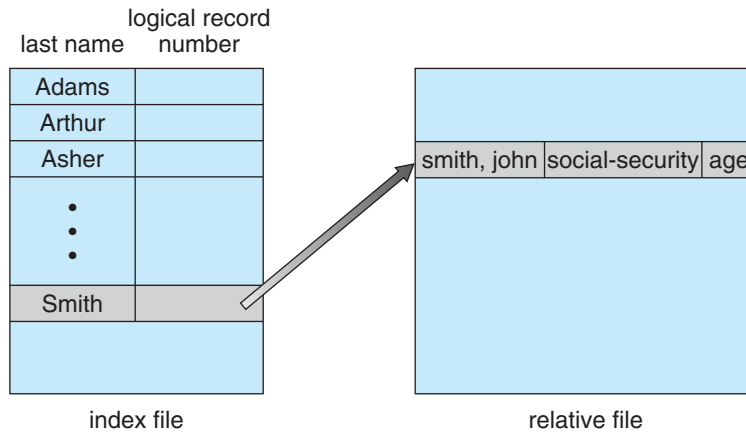 logical record
last name number
Adams
Arthur
Asher
Smith
smith, john social-security age
index file relative file